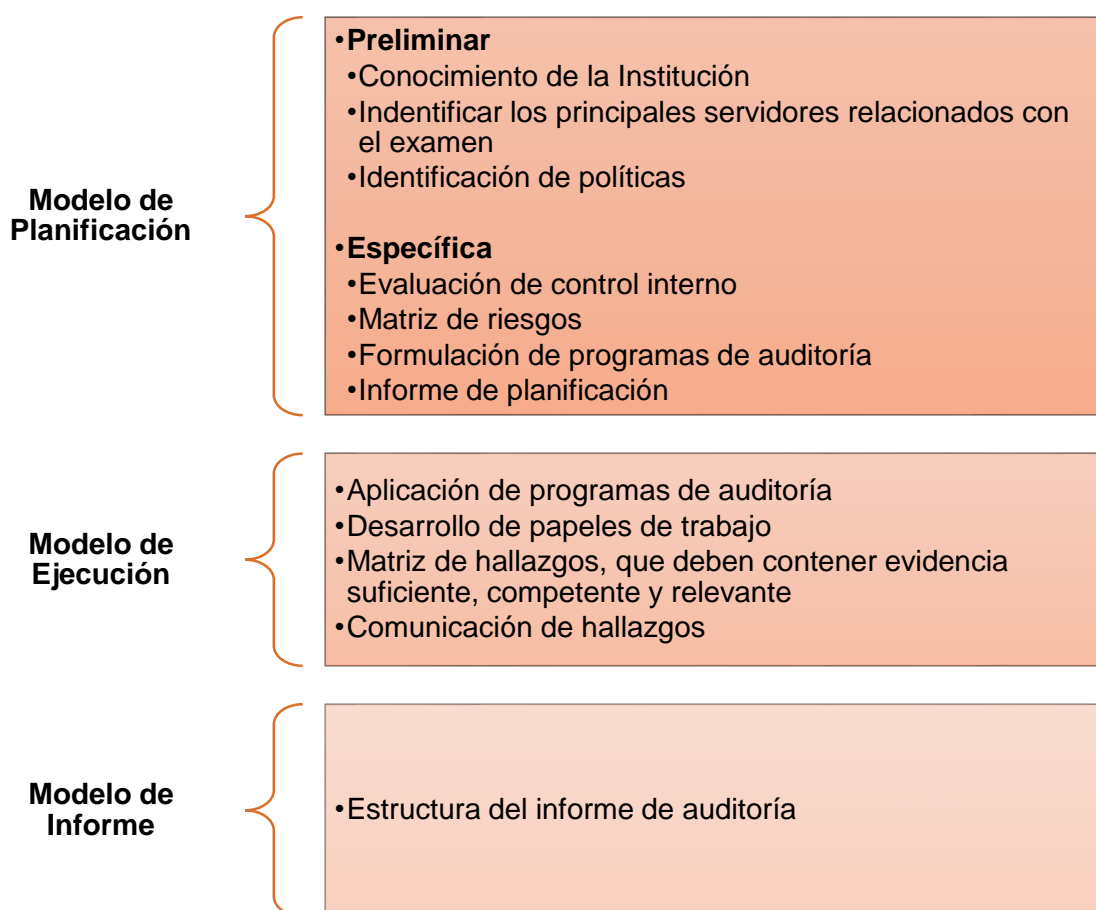 Modelo de
Planificación
•Preliminar
•Conocimiento de la Institución
•Indentificar los principales servidores relacionados con
el examen
•Identificación de políticas
•Específica
•Evaluación de control interno
•Matriz de riesgos
•Formulación de programas de auditoría
•Informe de planificación
Modelo de
Ejecución
•Aplicación de programas de auditoría
•Desarrollo de papeles de trabajo
•Matriz de hallazgos, que deben contener evidencia
suficiente, competente y relevante
•Comunicación de hallazgos
Modelo de
Informe
•Estructura del informe de auditoría